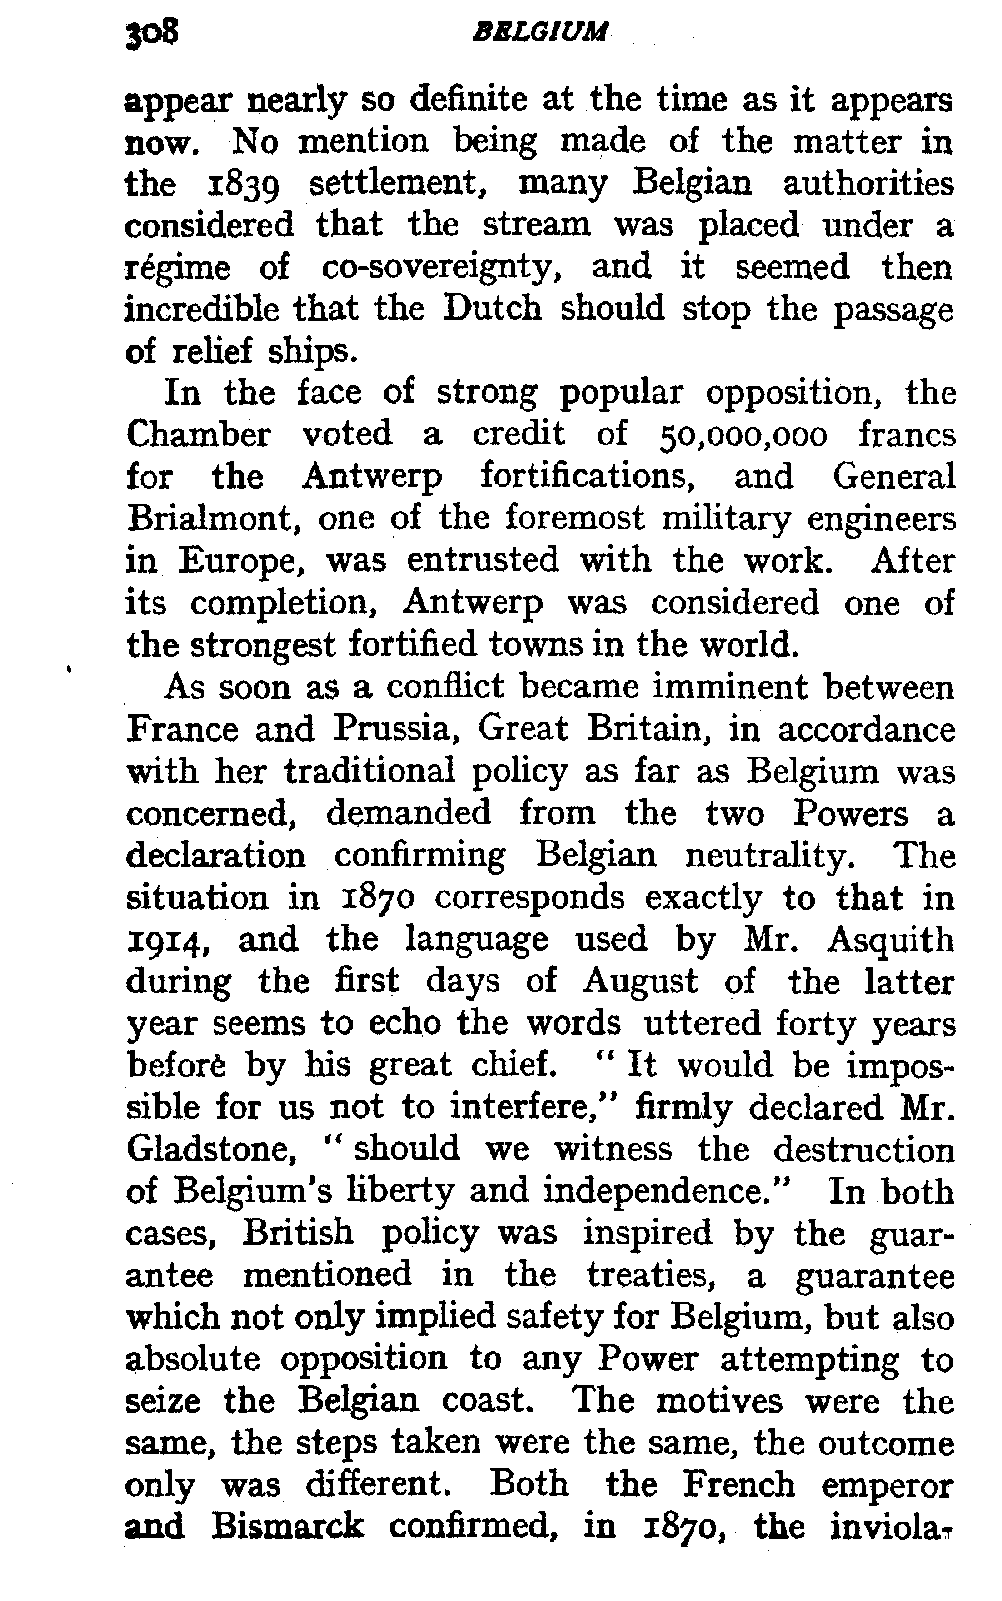 308 BELGIUM
appear nearly so definite at the time as it appears
now. No mention being made of the matter in
the 1839 settlement, many Belgian authorities
considered that the stream was placed under a
régime of co-sovereignty, and it seemed then
incredible that the Dutch should stop the passage
of relief ships.
In the face of strong popular opposition, the
Chamber voted a credit of 50,000,000 francs
for the Antwerp fortifications, and General
Brialmont, one of the foremost military engineers
in Europe, was entrusted with the work. After
its completion, Antwerp was considered one of
the strongest fortified towns in the world.
As soon as a conflict became imminent between
France and Prussia, Great Britain, in accordance
with her traditional policy as far as Belgium was
concerned, demanded from the two Powers a
declaration confirming Belgian neutrality. The
situation in 1870 corresponds exactly to that in
1914, and the language used by Mr. Asquith
during the first days of August of the latter
year seems to echo the words uttered forty years
before by his great chief. “ It would be impos-
sible for us not to interfere,” firmly declared Mr.
Gladstone, “ should we witness the destruction
of Belgium's liberty and independence.” In both
cases, British policy was inspired by the guar-
antee mentioned in the treaties, a guarantee
which not only implied safety for Belgium, but also
absolute opposition to any Power attempting to
seize the Belgian coast. The motives were the
same, the steps taken were the same, the outcome
only was different. Both the French emperor
and Bismarck confirmed, in 1870, the inviola-